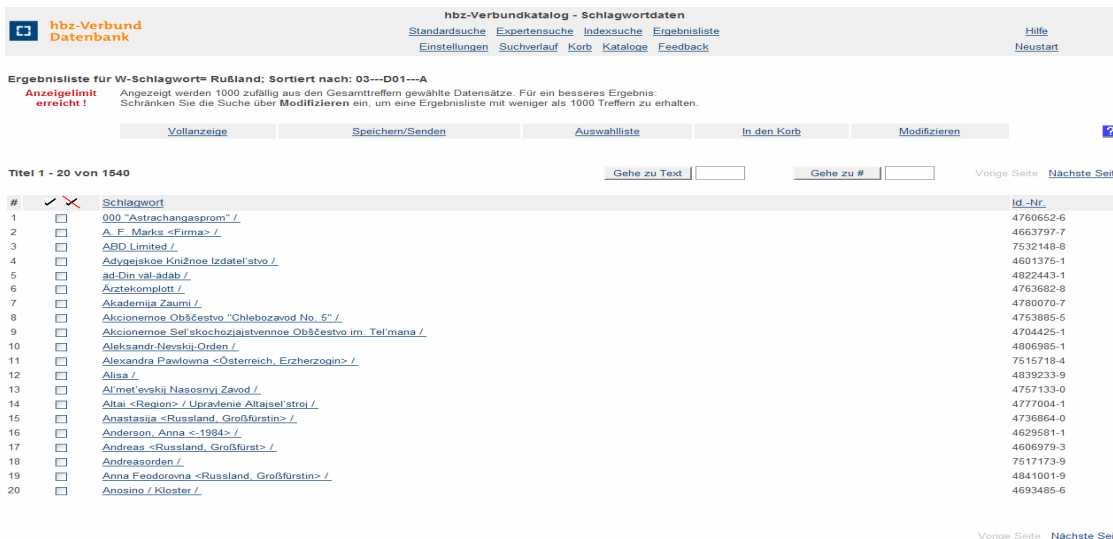 hbz-Verbund
Datenbank
hbz-Verbundkatalog - Schlagwortdaten
Standardsuche Expertensuche Indexsuche Ergebnisliste
Einstellungen Suchverlauf Korb Kataloge Feedback
Hilfe
Neustart
Ergebnisliste für W-Schlagwort= Rußland; Sortiert nach: 03---D01---A
Anzeigelimit erreicht !
Angezeigt werden 1000 zufällig aus den Gesamttreffern gewählte Datensätze. Für ein besseres Ergebnis:
Schränken Sie die Suche über Modifizieren ein, um eine Ergebnisliste mit weniger als 1000 Treffern zu erhalten.
Vollanzeige Speichern/Senden Auswahlliste In den Korb Modifizieren ?
Titel 1 - 20 von 1540 Gehe zu Text Gehe zu # Vorige Seite Nächste Seit
# Schlagwort Id.-Nr.
1 000 "Astrachangasprom" / 4760652-6
2 A. F. Marks <Firma> / 4663797-7
3 ABD Limited / 7532148-8
4 Adygejskoe Knižnoe Izdatel'stvo / 4601375-1
5 äd-Din väl-ädäb / 4822443-1
6 Ärztekomplott / 4763682-8
7 Akademija Zaumi / 4780070-7
8 Akcionernoe Obščestvo "Chlebozavod No. 5" / 4753885-5
9 Akcionernoe Sel'skochozjajstvennoe Obščestvo im. Tel'mana / 4704425-1
10 Aleksandr-Nevskij-Orden / 4806985-1
11 Alexandra Pawlowna <Österreich, Erzherzogin> / 7515718-4
12 Alisa / 4839233-9
13 Al'met'evskij Nasosnyj Zavod / 4757133-0
14 Altai <Region> / Upravlenie Altajsel'stroj / 4777004-1
15 Anastasija <Russland, Großfürstin> / 4736864-0
16 Anderson, Anna <-1984> / 4629581-1
17 Andreas <Russland, Großfürst> / 4606979-3
18 Andreasorden / 7517173-9
19 Anna Feodorovna <Russland, Großfürstin> / 4841001-9
20 Anosino / Kloster / 4693485-6
Vorige Seite Nächste Seit